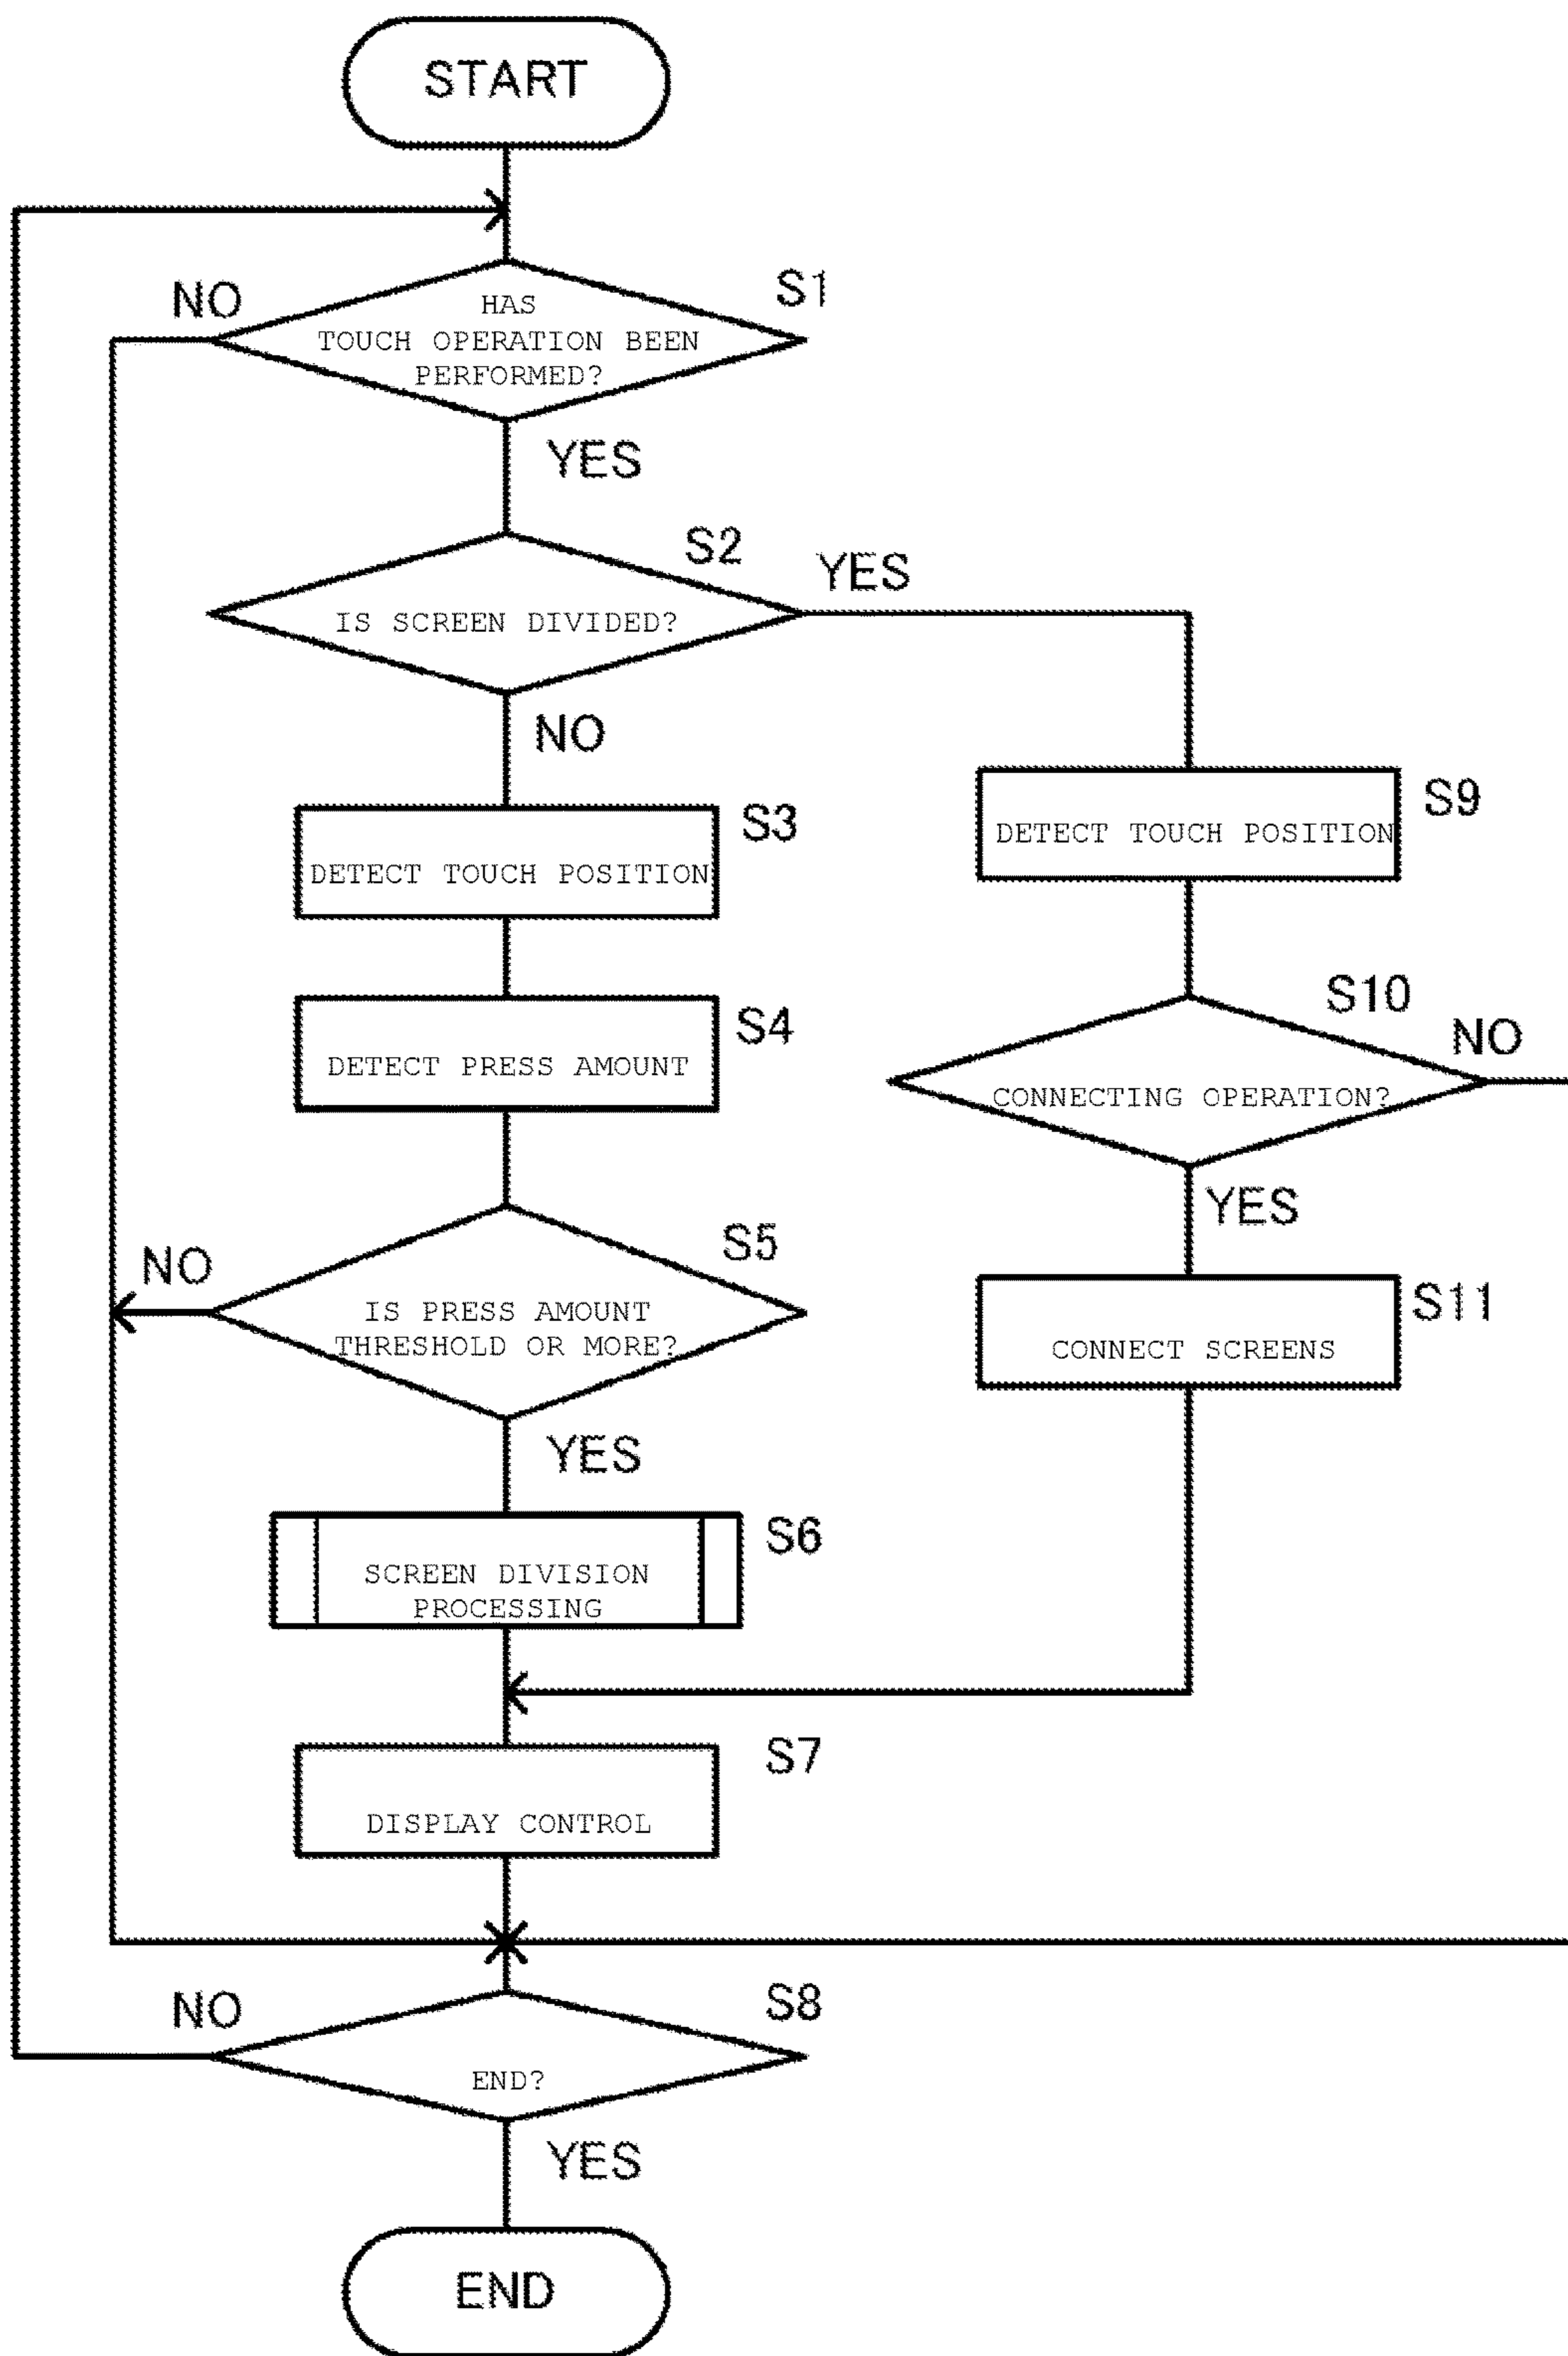 START
NO
S1
HAS
TOUCH OPERATION BEEN
PERFORMED?
YES
S2
YES
IS SCREEN DIVIDED?
NO
S3
DETECT TOUCH POSITION
S9
DETECT TOUCH POSITION
S4
DETECT PRESS AMOUNT
S10
NO
CONNECTING OPERATION?
YES
S5
NO
IS PRESS AMOUNT
THRESHOLD OR MORE?
S11
CONNECT SCREENS
YES
S6
SCREEN DIVISION
PROCESSING
S7
DISPLAY CONTROL
NO
S8
END?
YES
END